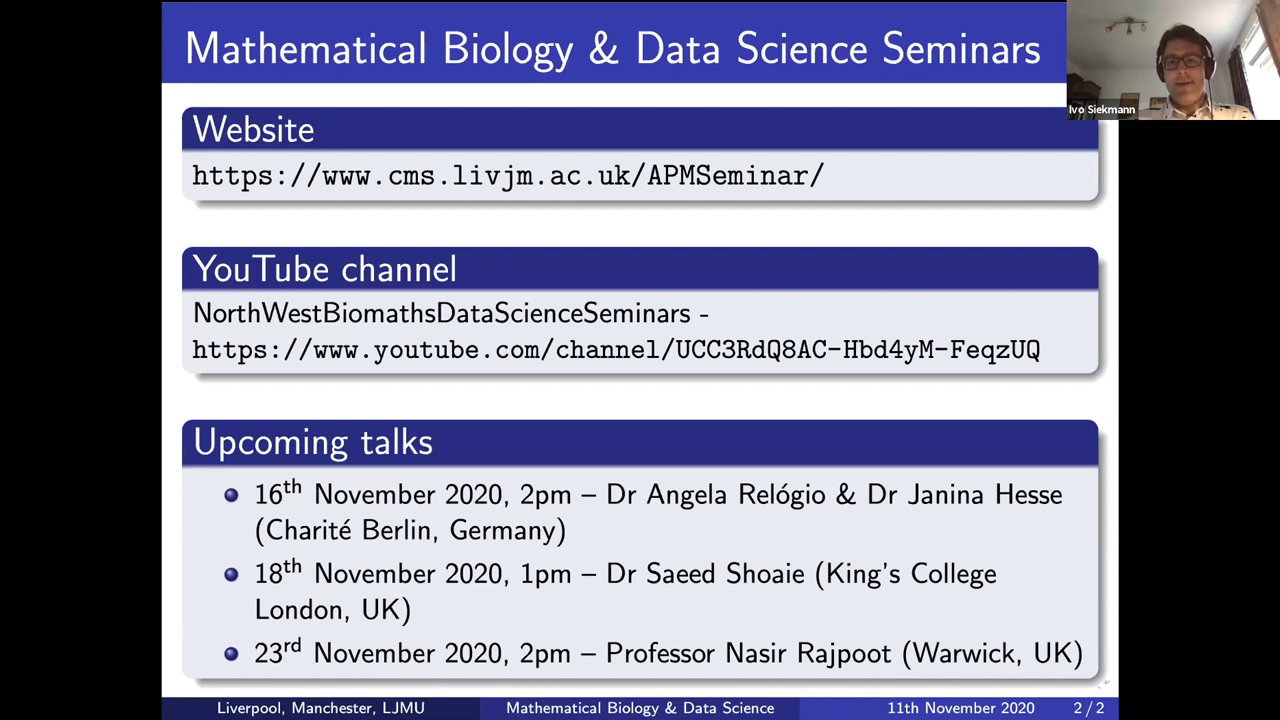 Mathematical Biology & Data Science Seminars
Ivo Siekmann
Website
https://www.cms.livjm.ac.uk/APMSeminar/
YouTube channel
NorthWestBiomathsDataScienceSeminars -
https://www.youtube.com/channel/UCC3RdQ8AC-Hbd4yM-FeqzUQ
Upcoming talks
16th November 2020, 2pm – Dr Angela Relógio & Dr Janina Hesse
(Charité Berlin, Germany)
18th November 2020, 1pm – Dr Saeed Shoaie (King's College
London, UK)
23rd November 2020, 2pm – Professor Nasir Rajpoot (Warwick, UK)
Liverpool, Manchester, LJMU Mathematical Biology & Data Science 11th November 2020 2 / 2